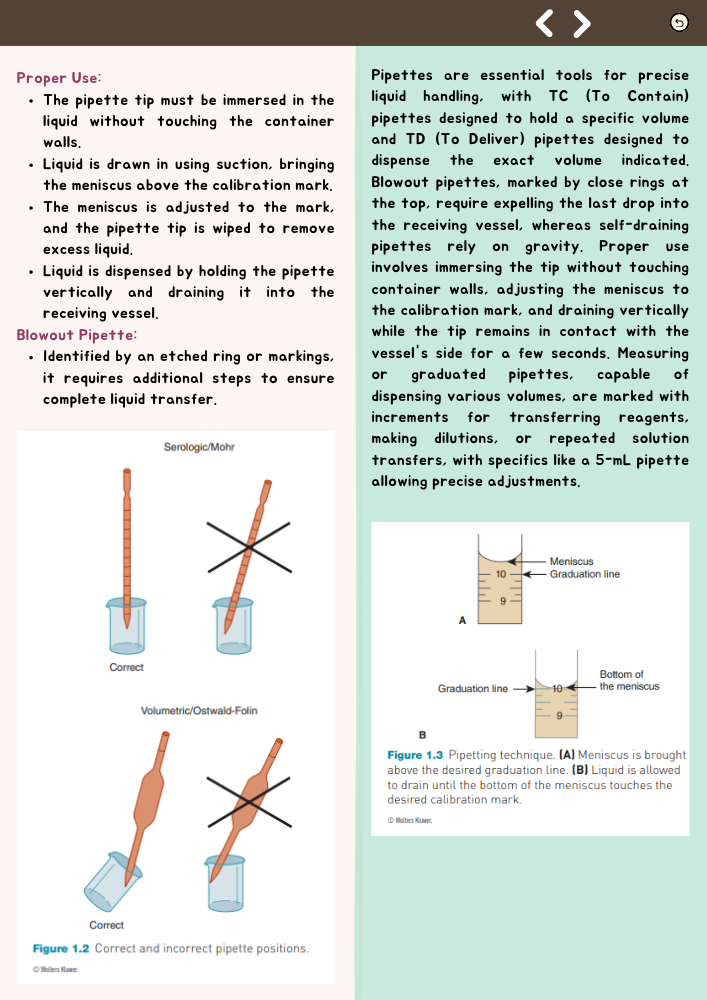 Proper Use:
• The pipette tip must be immersed in the
liquid without touching the container
walls.
• Liquid is drawn in using suction, bringing
the meniscus above the calibration mark.
• The meniscus is adjusted to the mark,
and the pipette tip is wiped to remove
excess liquid.
• Liquid is dispensed by holding the pipette
vertically and draining it into the
receiving vessel.
Blowout Pipette:
• Identified by an etched ring or markings,
it requires additional steps to ensure
complete liquid transfer.
Serologic/Mohr
Correct
Volumetric/Ostwald-Folin
Correct
Figure 1.2 Correct and incorrect pipette positions.
© Wolters Kluwer.
Pipettes are essential tools for precise
liquid handling, with TC (To Contain)
pipettes designed to hold a specific volume
and TD (To Deliver) pipettes designed to
dispense the exact volume indicated.
Blowout pipettes, marked by close rings at
the top, require expelling the last drop into
the receiving vessel, whereas self-draining
pipettes rely on gravity. Proper use
involves immersing the tip without touching
container walls, adjusting the meniscus to
the calibration mark, and draining vertically
while the tip remains in contact with the
vessel's side for a few seconds. Measuring
or graduated pipettes, capable of
dispensing various volumes, are marked with
increments for transferring reagents,
making dilutions, or repeated solution
transfers, with specifics like a 5-mL pipette
allowing precise adjustments.
Meniscus
10
Graduation line
9
A
Bottom of
the meniscus
Graduation line
10
9
B
Figure 1.3 Pipetting technique. (A) Meniscus is brought
above the desired graduation line. (B) Liquid is allowed
to drain until the bottom of the meniscus touches the
desired calibration mark.
© Wolters Kluwer.